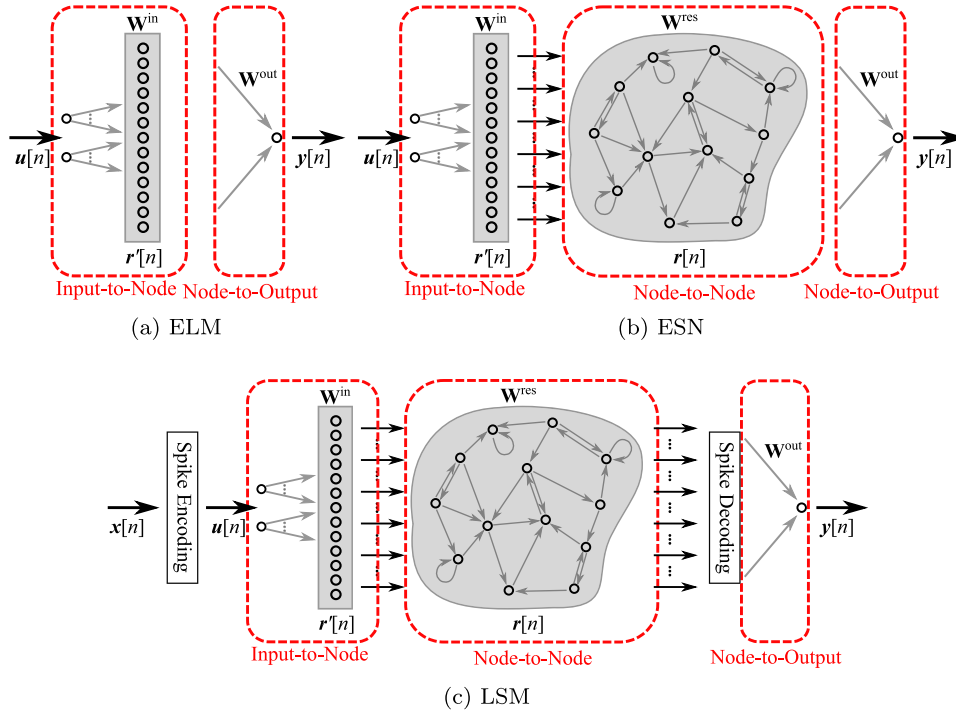 W^in
W^out
u[n]
y[n]
r'[n]
Input-to-Node
Node-to-Output
(a) ELM
W^in
W^res
W^out
u[n]
y[n]
r'[n]
r[n]
Input-to-Node
Node-to-Node
Node-to-Output
(b) ESN
W^in
W^res
W^out
Spike Encoding
Spike Decoding
x[n]
u[n]
y[n]
r'[n]
r[n]
Input-to-Node
Node-to-Node
Node-to-Output
(c) LSM